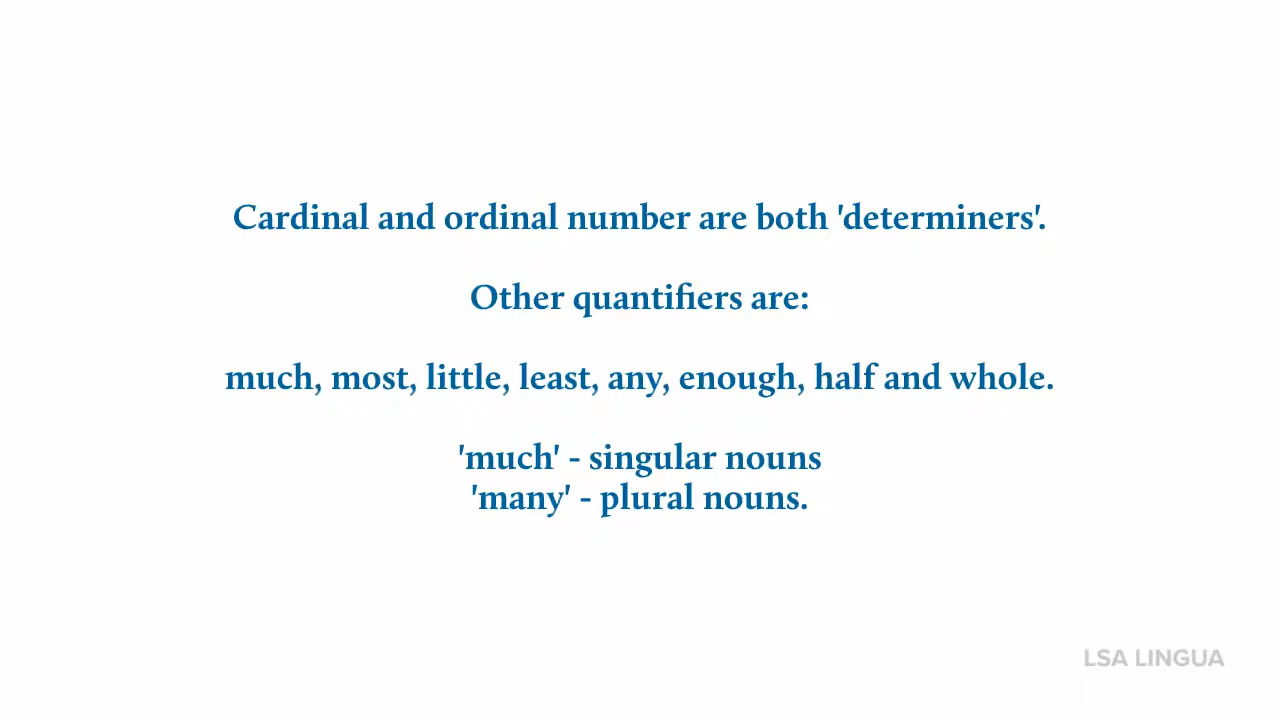 Cardinal and ordinal number are both 'determiners'.
Other quantifiers are:
much, most, little, least, any, enough, half and whole.
'much' - singular nouns
'many' - plural nouns.
LSA LINGUA